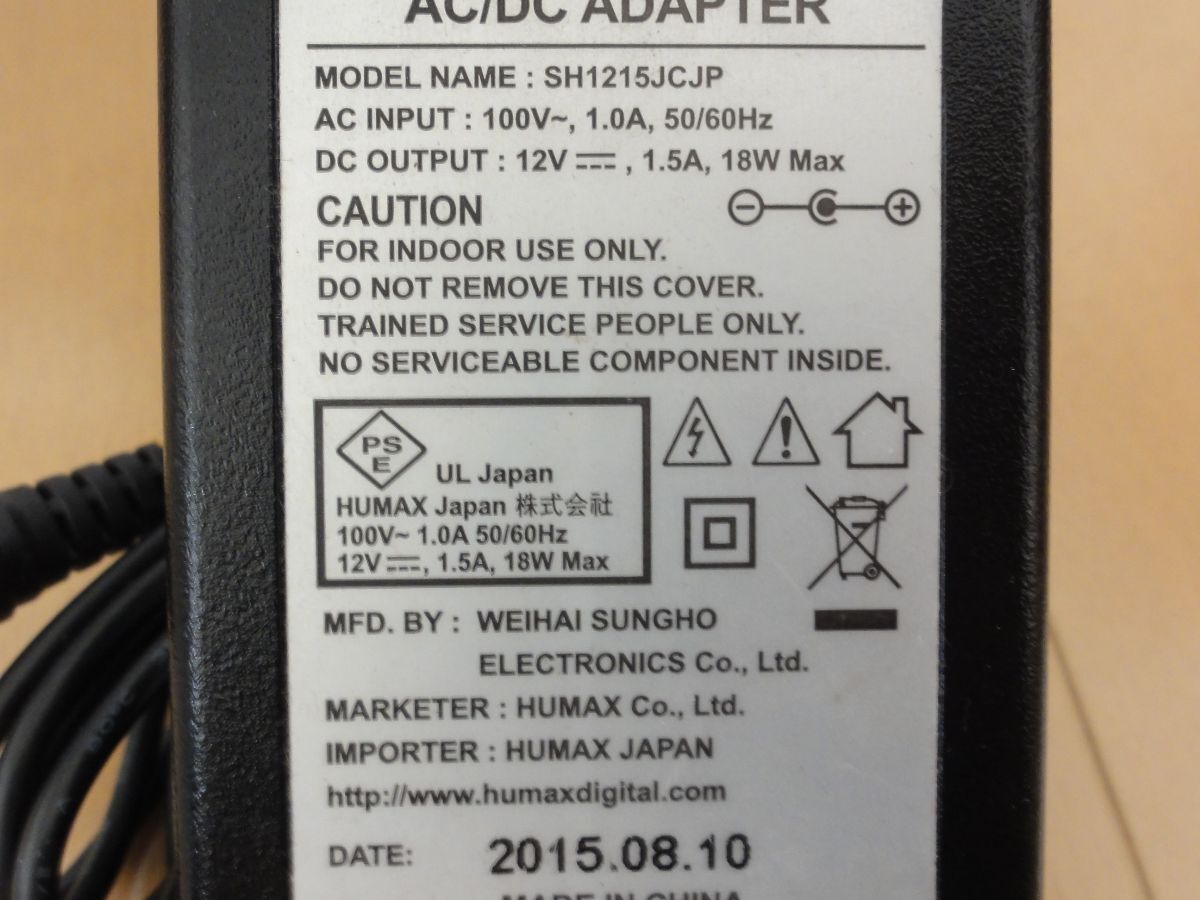 AC/DC ADAPTER
MODEL NAME : SH1215JCJP
AC INPUT : 100V~, 1.0A, 50/60Hz
DC OUTPUT : 12V ⎓ , 1.5A, 18W Max
CAUTION
FOR INDOOR USE ONLY.
DO NOT REMOVE THIS COVER.
TRAINED SERVICE PEOPLE ONLY.
NO SERVICEABLE COMPONENT INSIDE.
PS
E
UL Japan
HUMAX Japan 株式会社
100V~ 1.0A 50/60Hz
12V ⎓, 1.5A, 18W Max
MFD. BY : WEIHAI SUNGHO
ELECTRONICS Co., Ltd.
MARKETER : HUMAX Co., Ltd.
IMPORTER : HUMAX JAPAN
http://www.humaxdigital.com
DATE: 2015.08.10
MADE IN CHINA